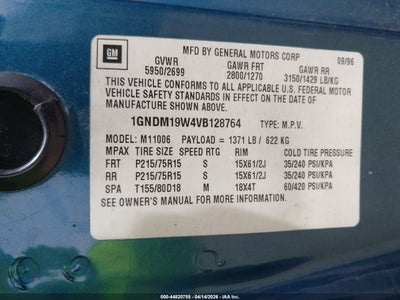 GM
MFD BY GENERAL MOTORS CORP 09/96
GVWR GAWR FRT GAWR RR
5950/2699 2800/1270 3150/1429 LB/KG
THIS VEHICLE CONFORMS TO ALL APPLICABLE U.S. FEDERAL MOTOR
VEHICLE SAFETY STANDARDS IN EFFECT ON THE DATE OF
MANUFACTURE SHOWN ABOVE.
1GNDM19W4VB128764 TYPE: M.P.V.
MODEL: M11006 PAYLOAD = 1371 LB / 622 KG
MPAX TIRE SIZE SPEED RTG RIM COLD TIRE PRESSURE
FRT P215/75R15 S 15X61/2J 35/240 PSI/KPA
RR P215/75R15 S 15X61/2J 35/240 PSI/KPA
SPA T155/80D18 M 18X4T 60/420 PSI/KPA
SEE OWNER'S MANUAL FOR MORE INFORMATION.
000-44820755 - 04/14/2026 - © IAA, Inc.